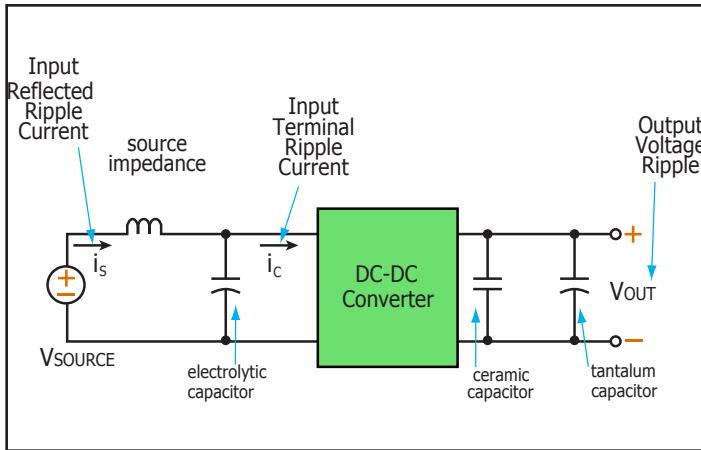 Input
Reflected
Ripple
Current
source
impedance
Input
Terminal
Ripple
Current
Output
Voltage
Ripple
iS
iC
DC-DC
Converter
+
−
+
−
VOUT
VSOURCE
electrolytic
capacitor
ceramic
capacitor
tantalum
capacitor